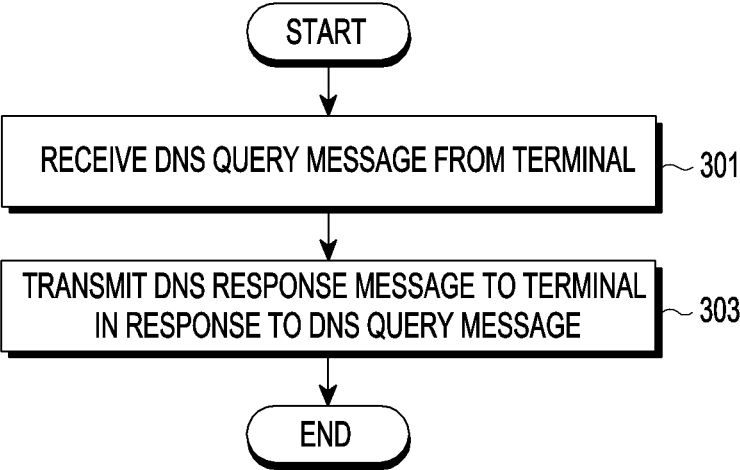 START
RECEIVE DNS QUERY MESSAGE FROM TERMINAL
301
TRANSMIT DNS RESPONSE MESSAGE TO TERMINAL
IN RESPONSE TO DNS QUERY MESSAGE
303
END